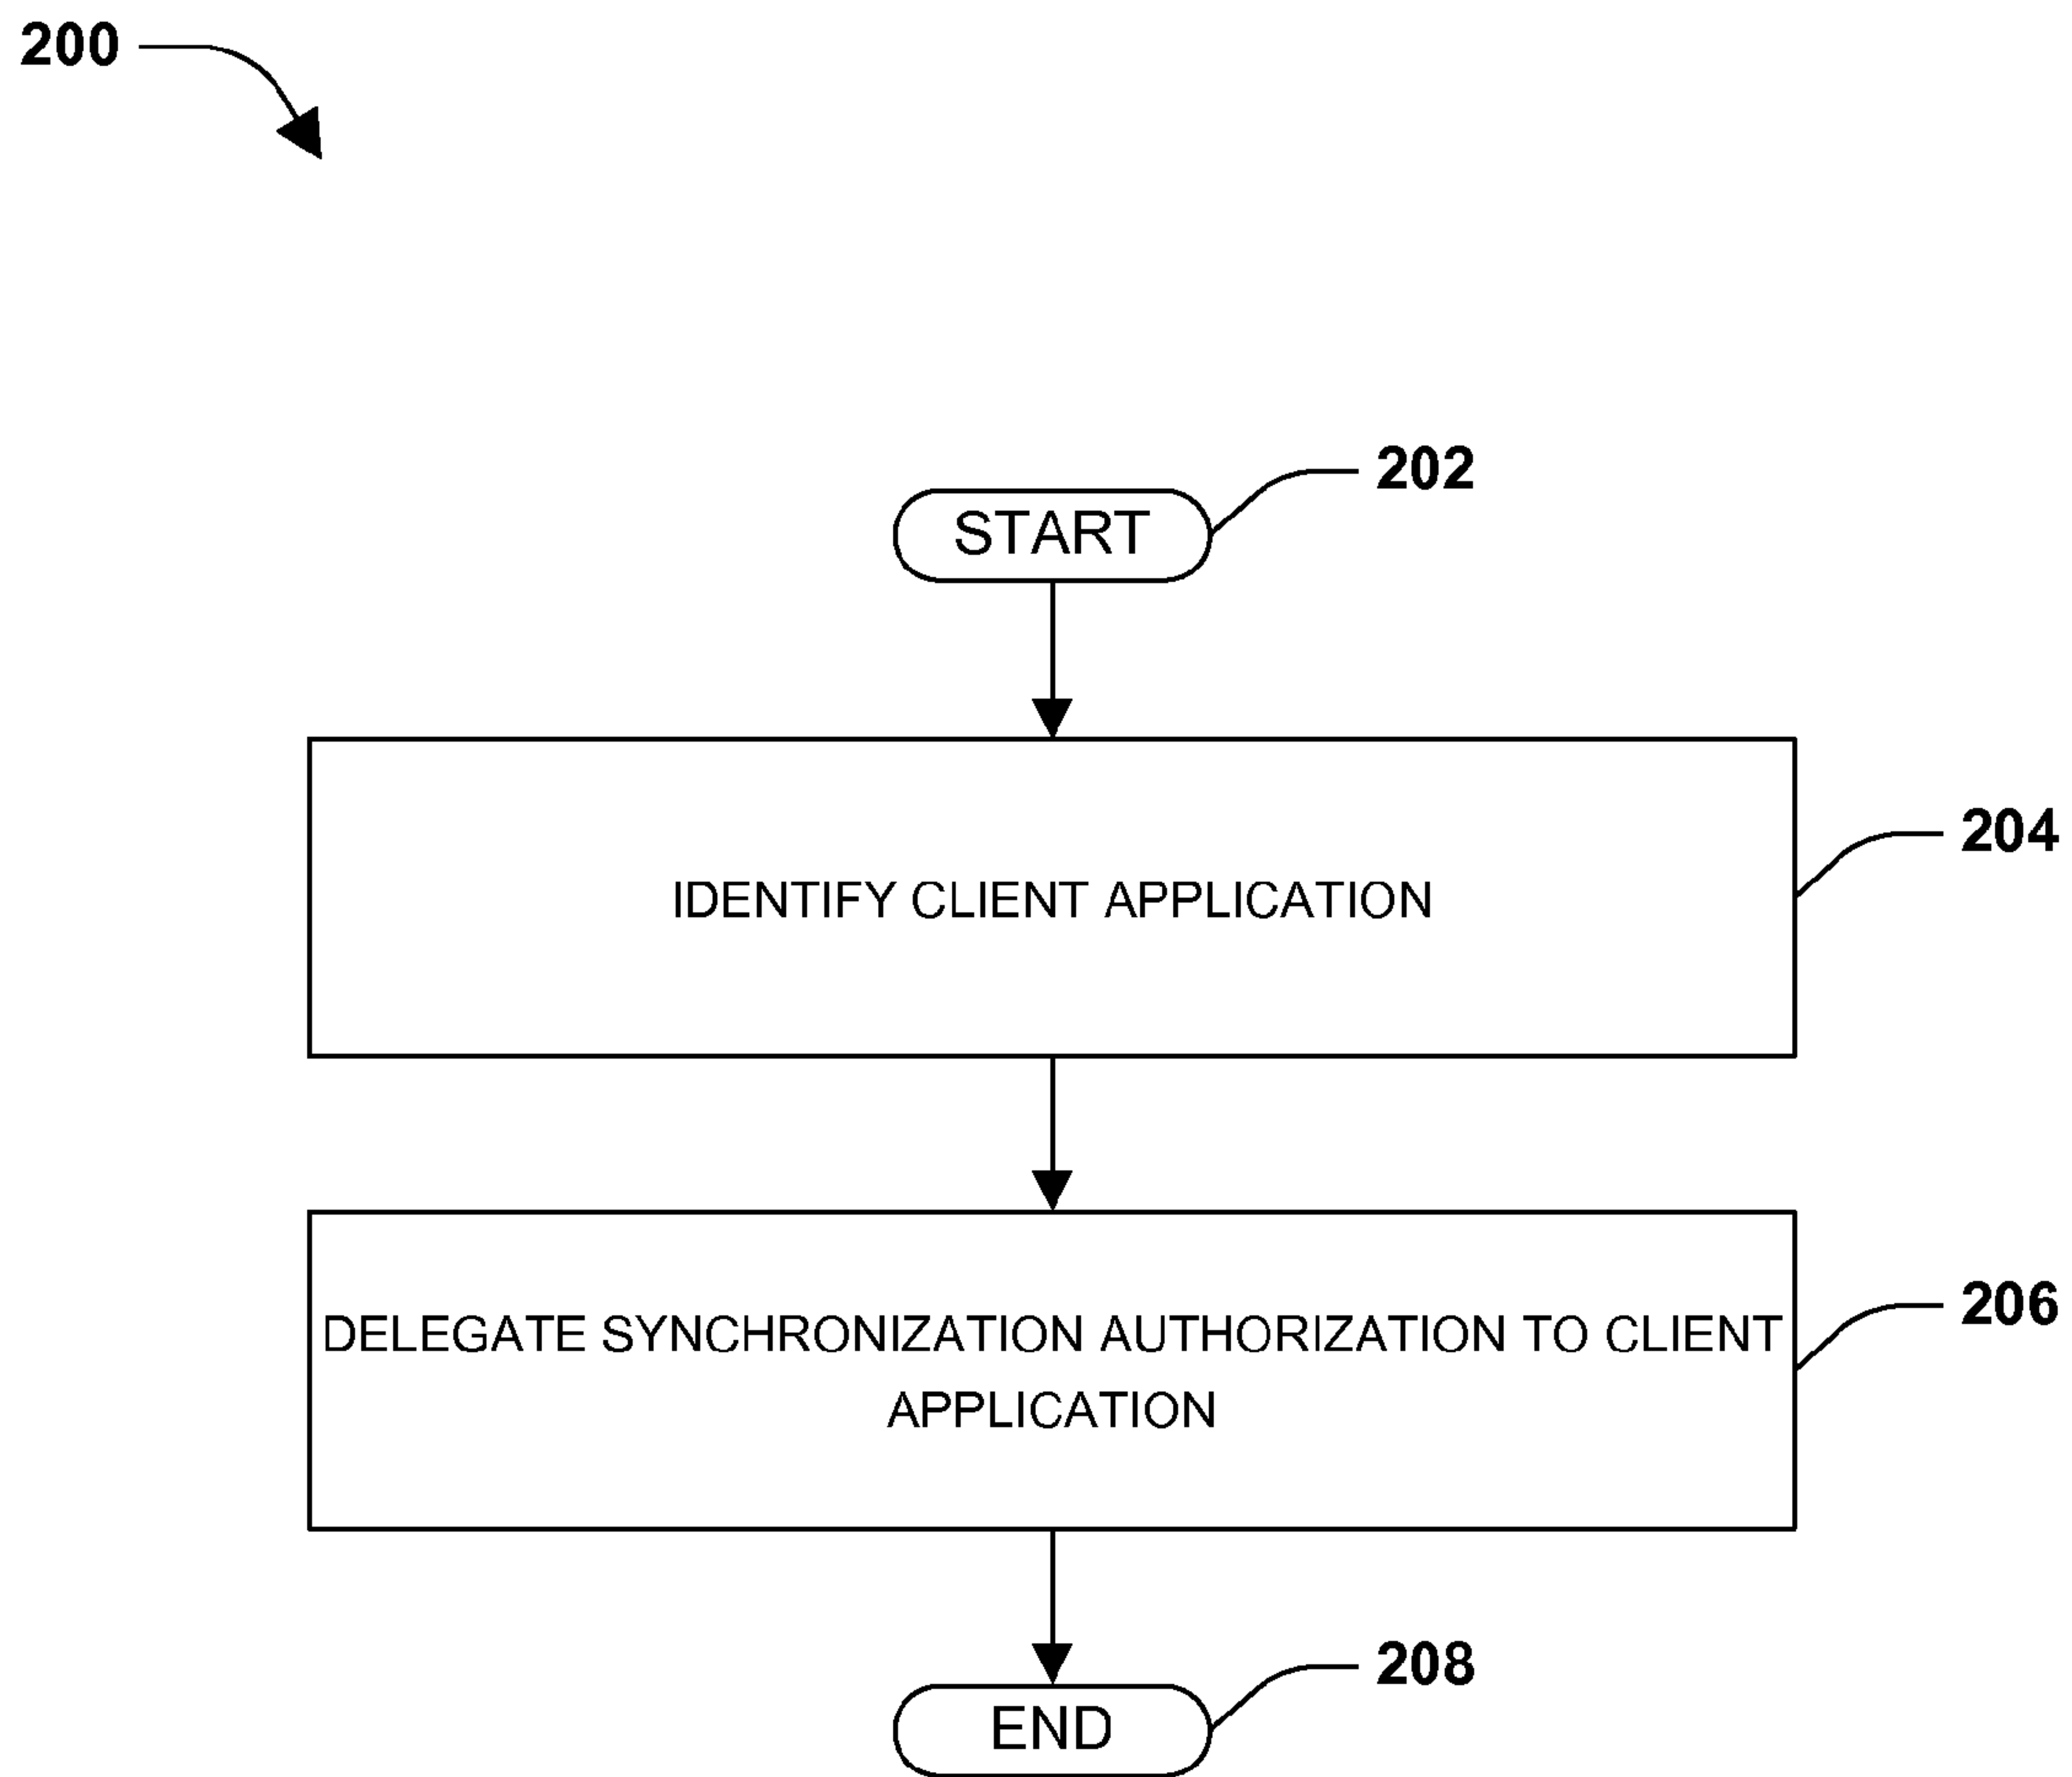 200
202
START
204
IDENTIFY CLIENT APPLICATION
206
DELEGATE SYNCHRONIZATION AUTHORIZATION TO CLIENT
APPLICATION
208
END